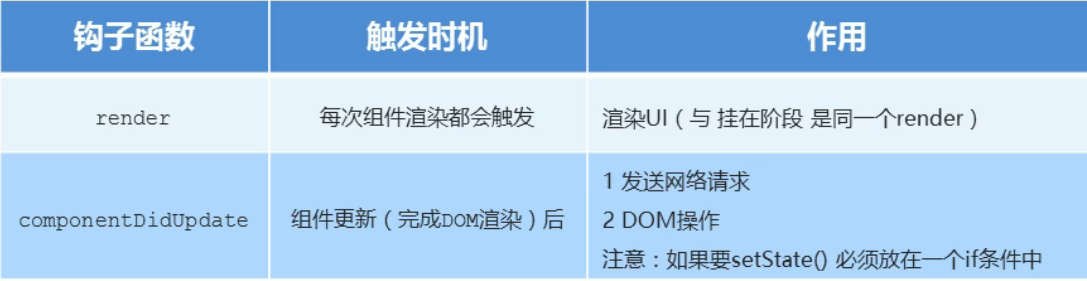 钩子函数 触发时机 作用
render 每次组件渲染都会触发 渲染UI（与 挂在阶段 是同一个render）
componentDidUpdate 组件更新（完成DOM渲染）后 1 发送网络请求
2 DOM操作
注意：如果要setState() 必须放在一个if条件中